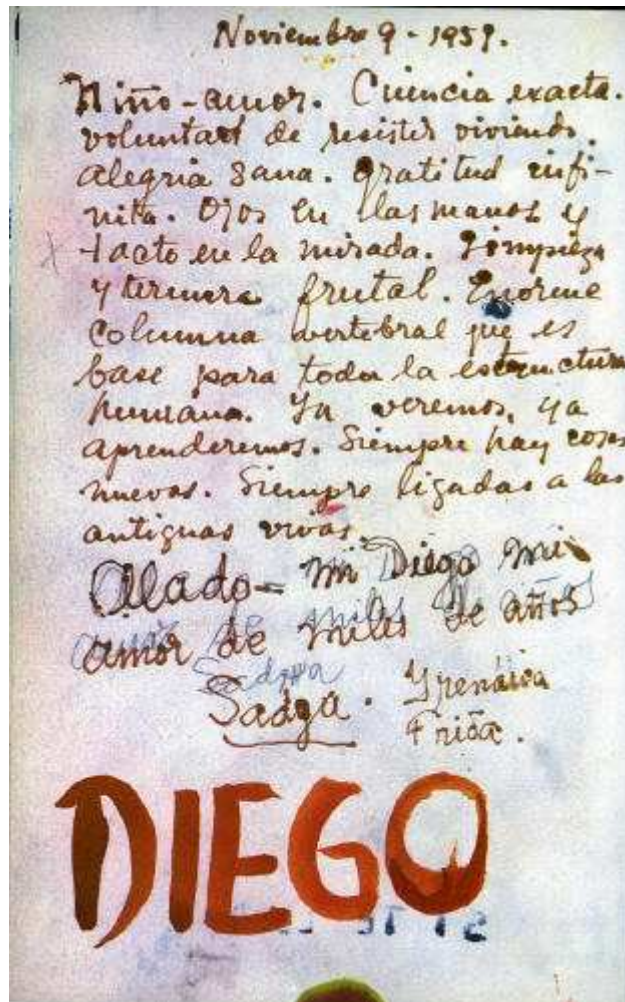 Noviembre 9 - 1951.
Niño-amor. Ciencia exacta.
voluntad de resistir viviendo.
alegria sana. gratitud infi-
nita. Ojos en las manos y
tacto en la mirada. Limpieza
y ternura frutal. Enorme
columna vertebral que es
base para toda la estructura
humana. Ya veremos, ya
aprenderemos. Siempre hay cosas
nuevas. Siempre ligadas a las
antiguas vivas.
Alado - mi Diego mi
amor de miles de años
Sadga. Yrenaica
Frida.
DIEGO